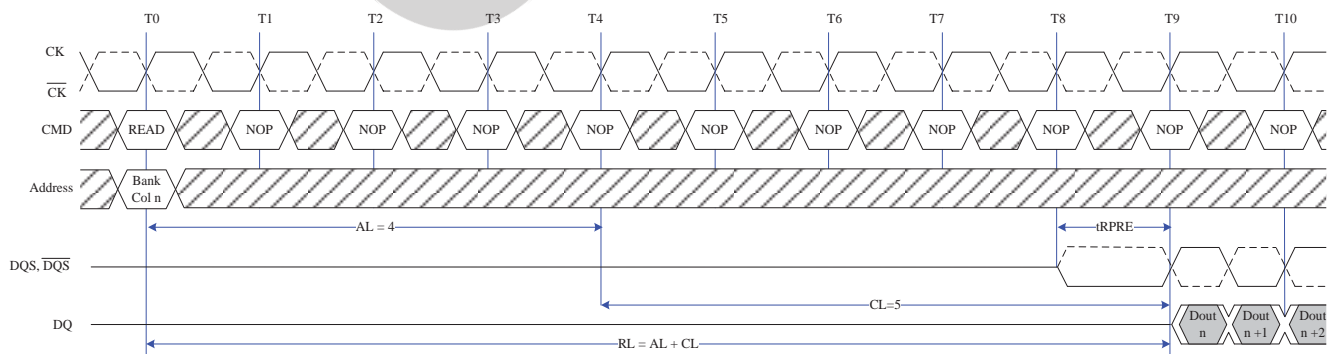 T0 T1 T2 T3 T4 T5 T6 T7 T8 T9 T10
CK
CK
CMD READ NOP NOP NOP NOP NOP NOP NOP NOP NOP NOP
Address Bank
Col n
AL = 4 tRPRE
DQS, DQS
CL=5
DQ Dout Dout Dout
n n +1 n +2
RL = AL + CL